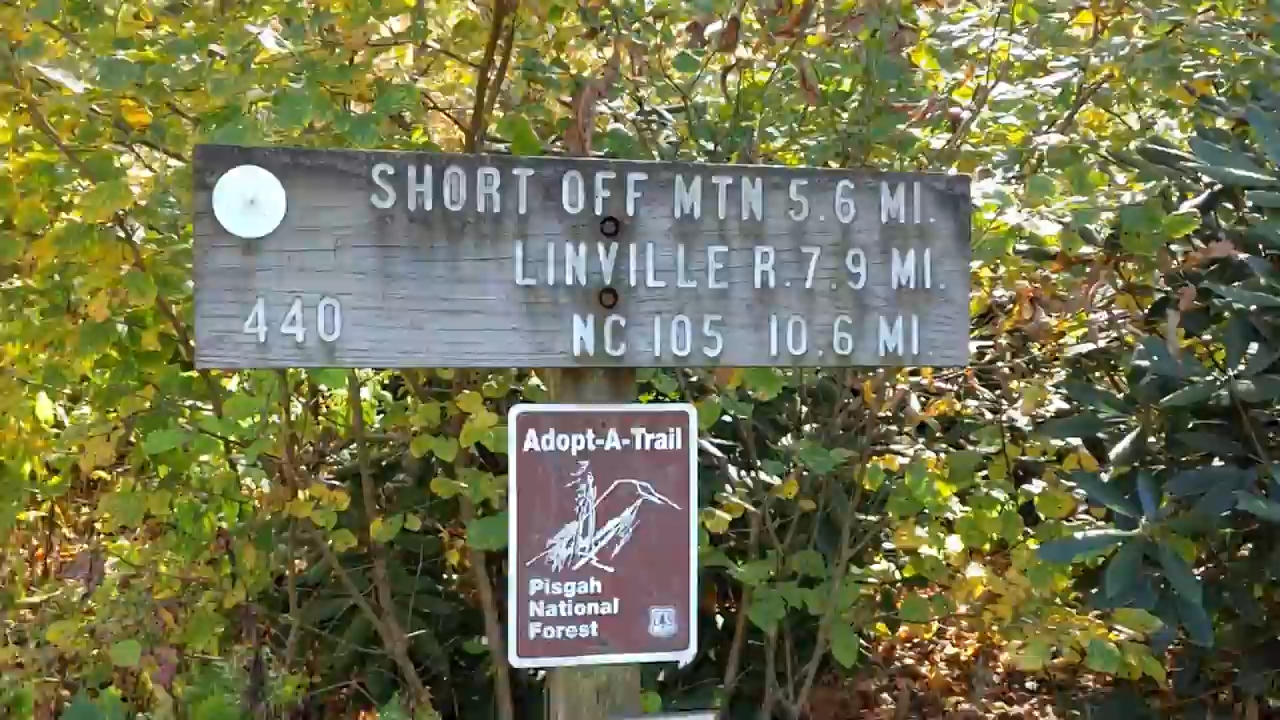 SHORT OFF MTN 5.6 MI.
LINVILLE R. 7.9 MI.
440 NC 105 10.6 MI.
Adopt-A-Trail
Pisgah
National
Forest